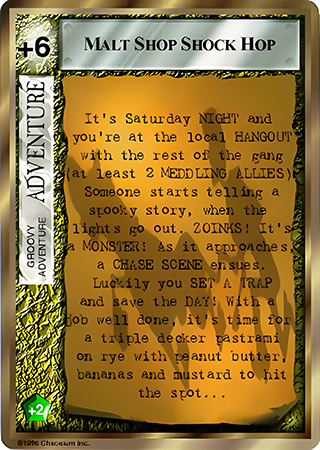 +6
MALT SHOP SHOCK HOP
ADVENTURE
GROOVY ADVENTURE
It's Saturday NIGHT and
you're at the local HANGOUT
with the rest of the gang
(at least 2 MEDDLING ALLIES)
Someone starts telling a
spooky story, when the
lights go out. ZOINKS! It's
a MONSTER! As it approaches,
a CHASE SCENE ensues.
Luckily you SET A TRAP
and save the DAY! With a
job well done, it's time for
a triple decker pastrami
on rye with peanut butter,
bananas and mustard to hit
the spot...
+2
©1996 Chaosium Inc.